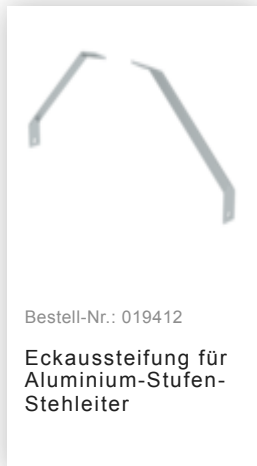 Bestell-Nr.: 019412
Eckaussteifung für
Aluminium-Stufen-
Stehleiter